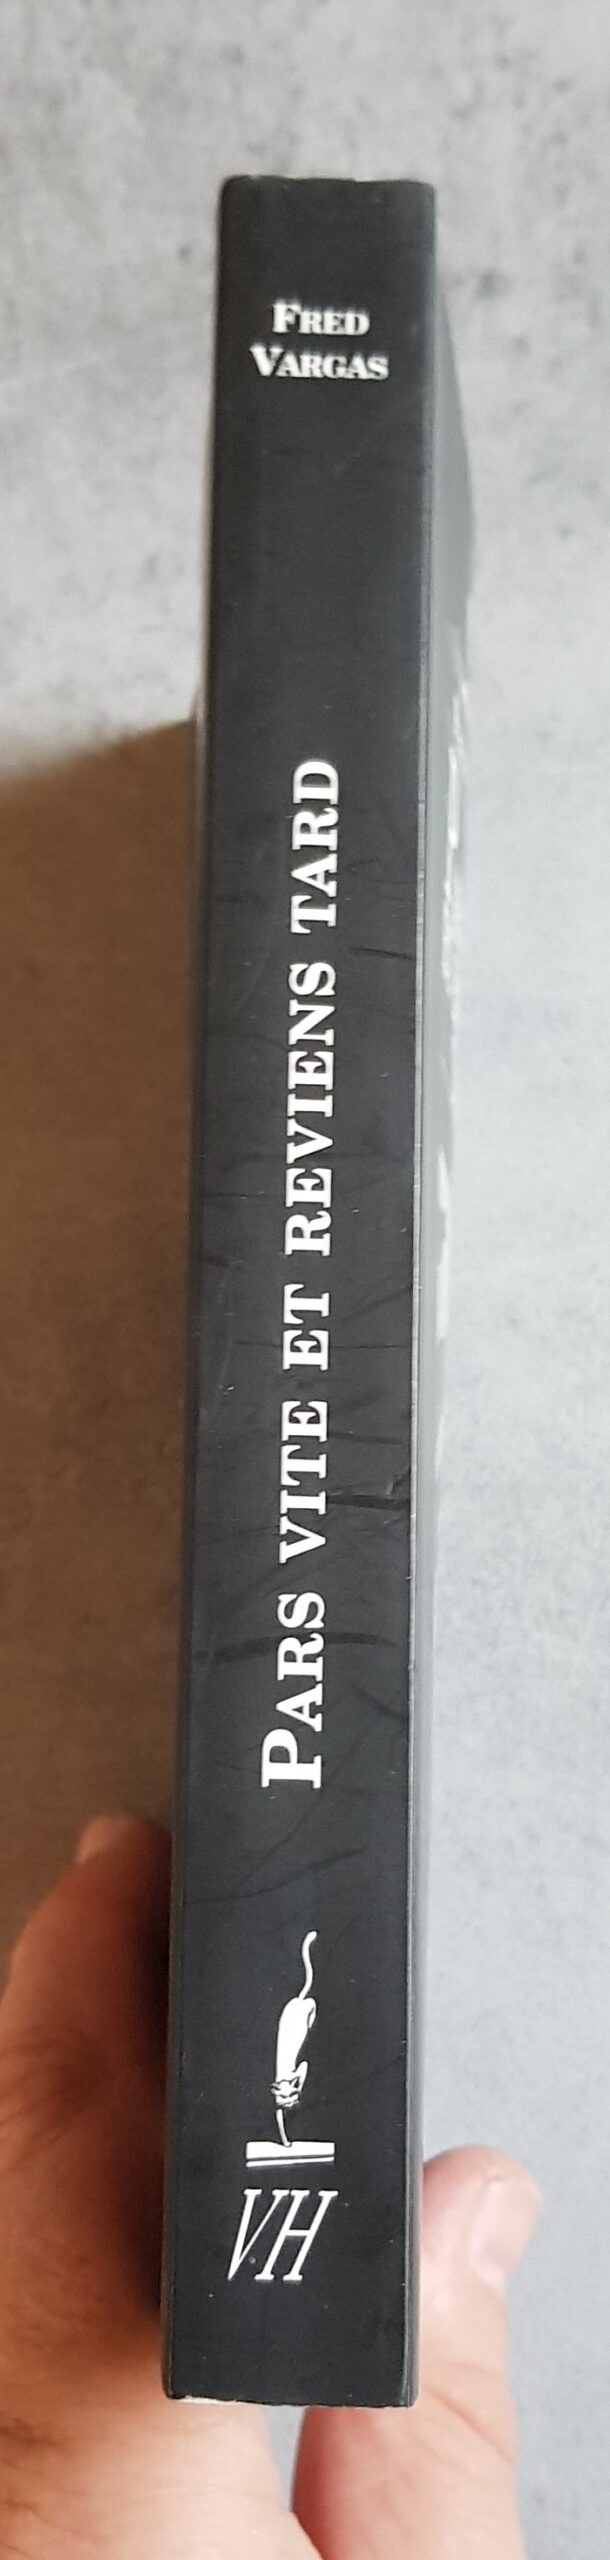 FRED
VARGAS
PARS VITE ET REVIENS TARD
VH